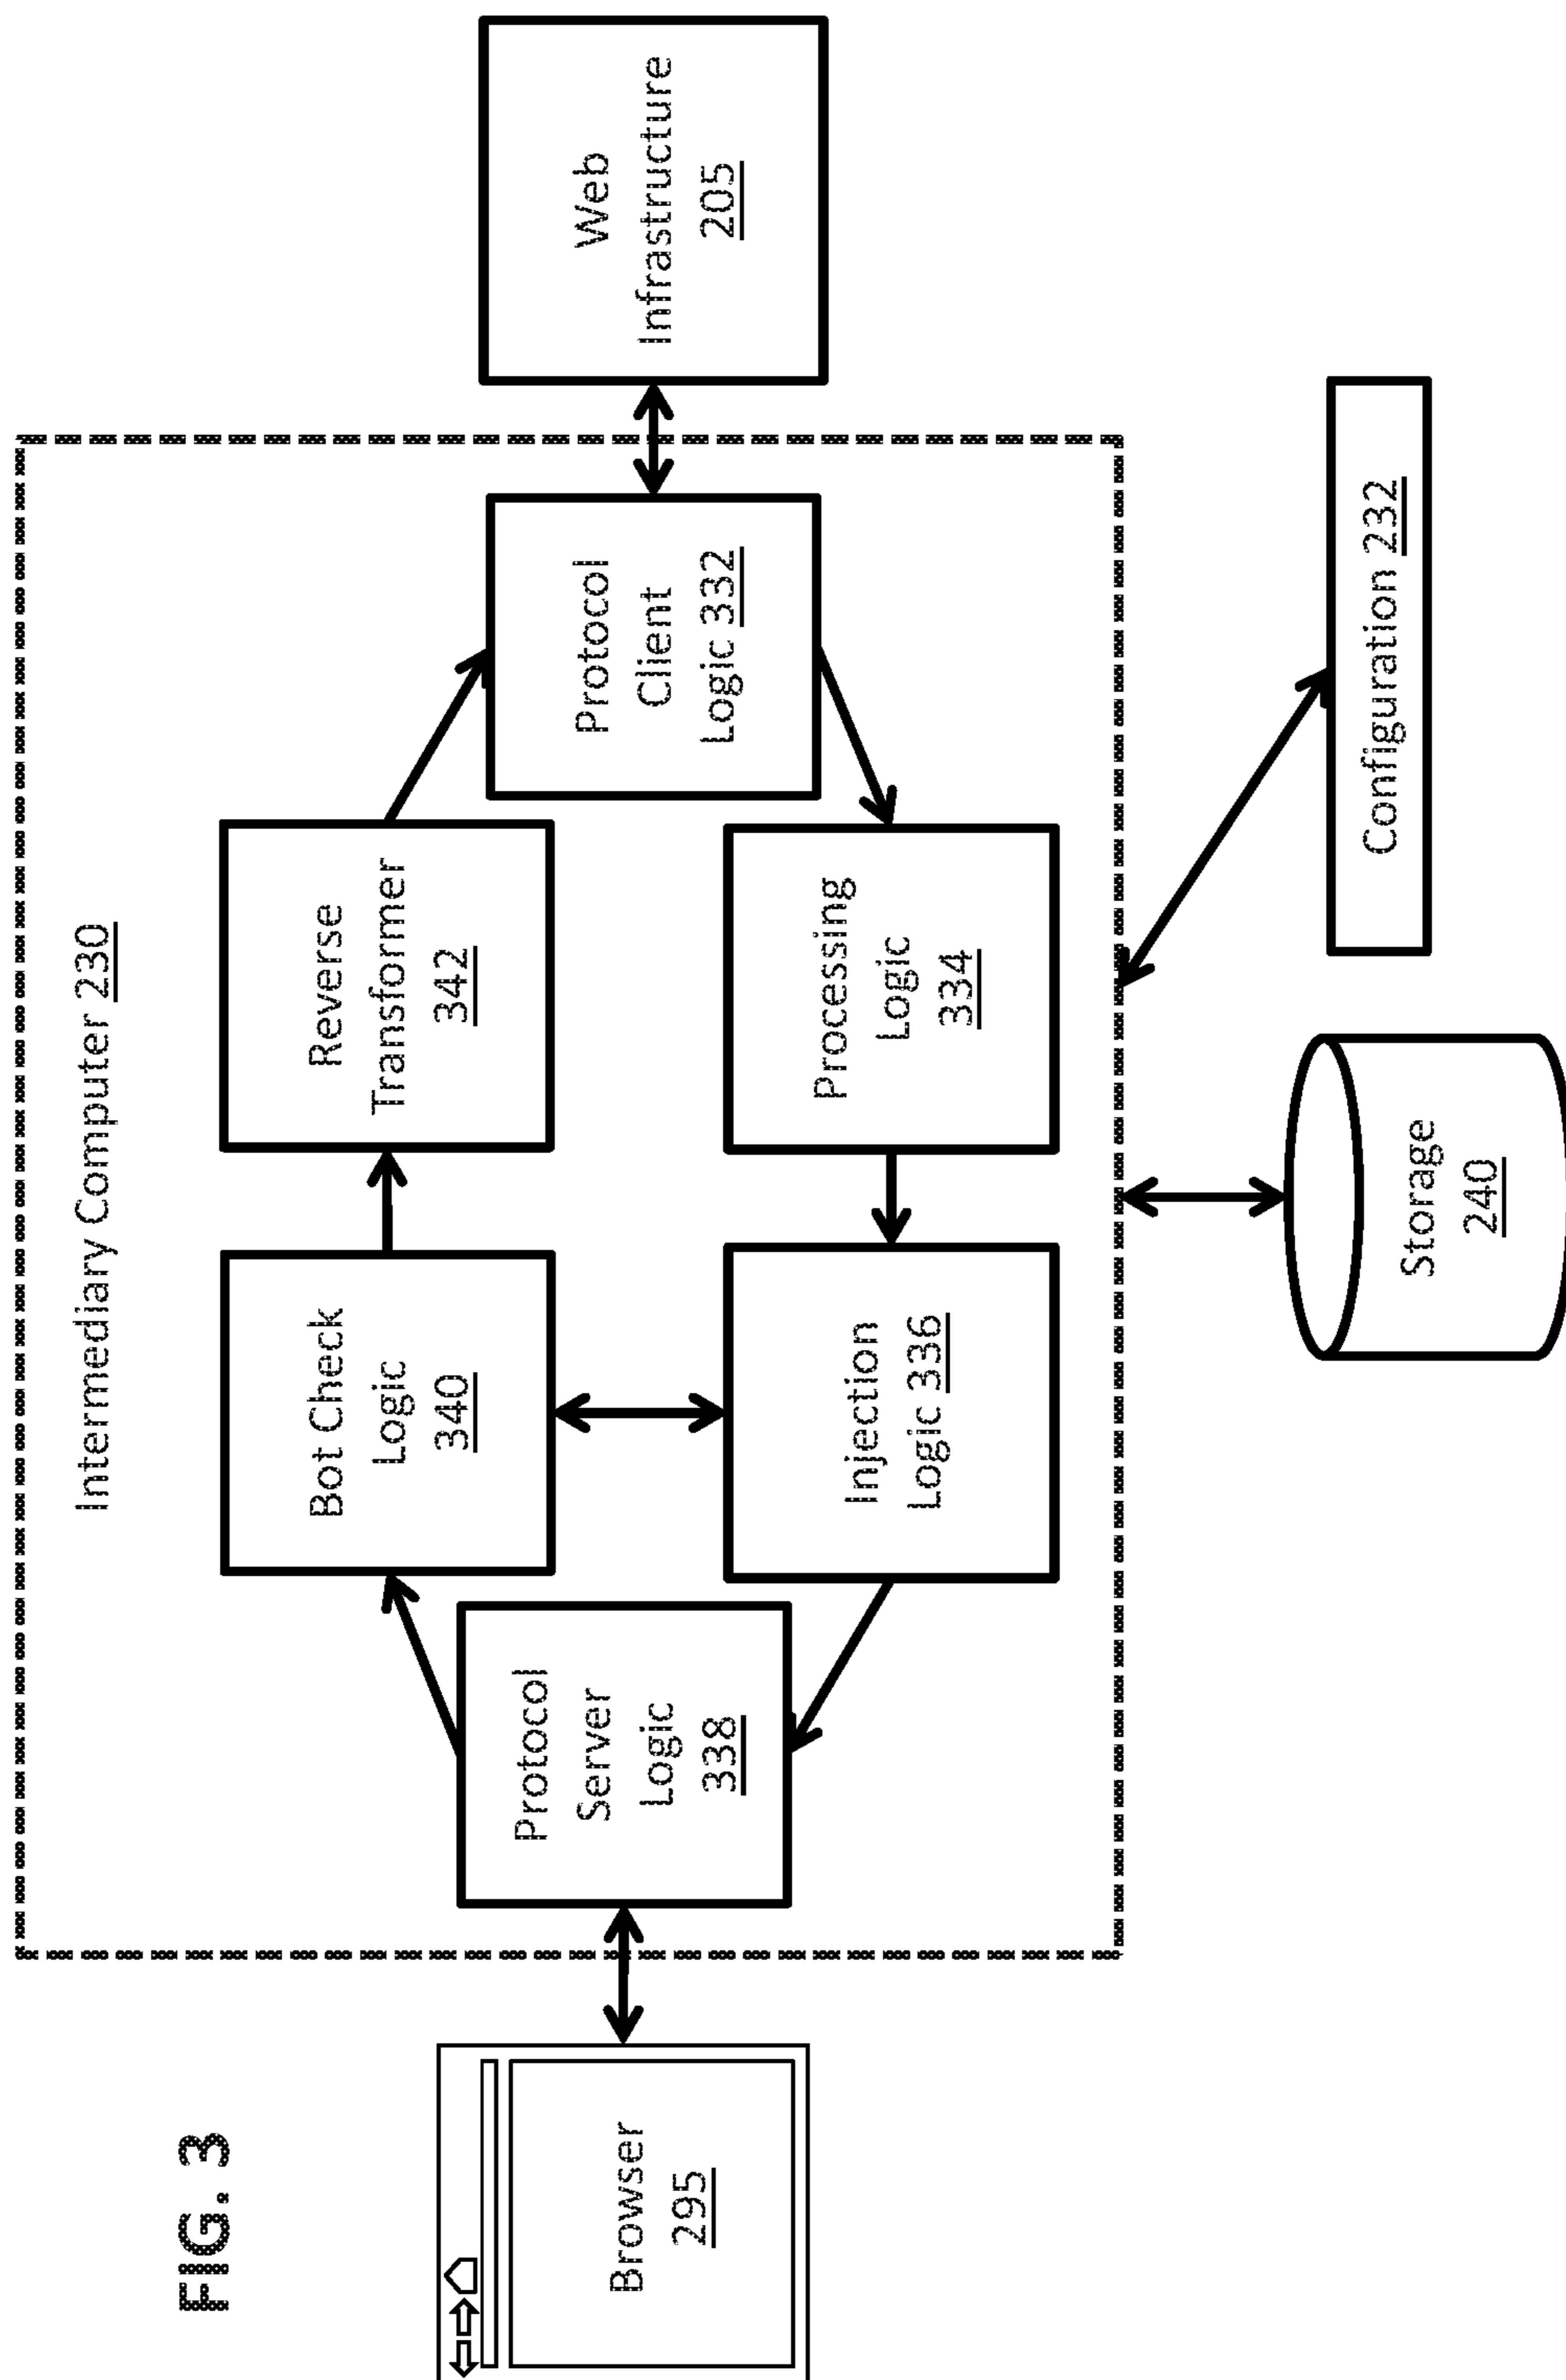 FIG. 3
Intermediary Computer 230
Browser
295
Protocol
Server
Logic
338
Bot Check
Logic
340
Reverse
Transformer
342
Injection
Logic 336
Processing
Logic
334
Protocol
Client
Logic 332
Web
Infrastructure
205
Storage
240
Configuration 232